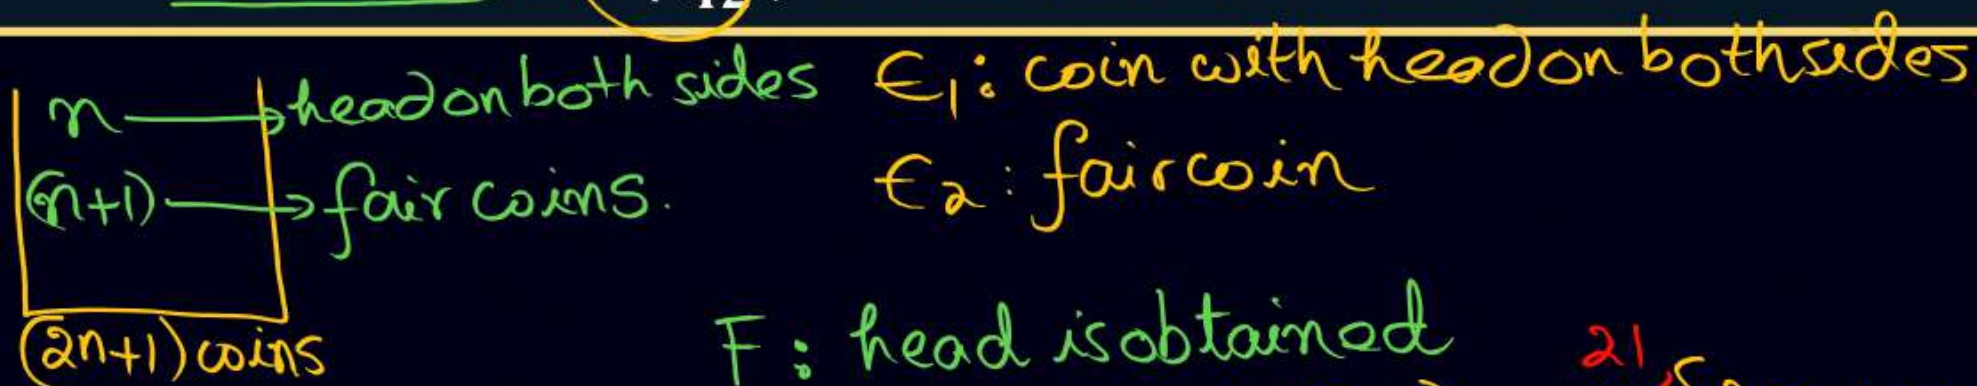 12
n → head on both sides
(n+1) → fair coins.
(2n+1) coins
E₁: coin with head on both sides
E₂: fair coin
F: head is obtained
21